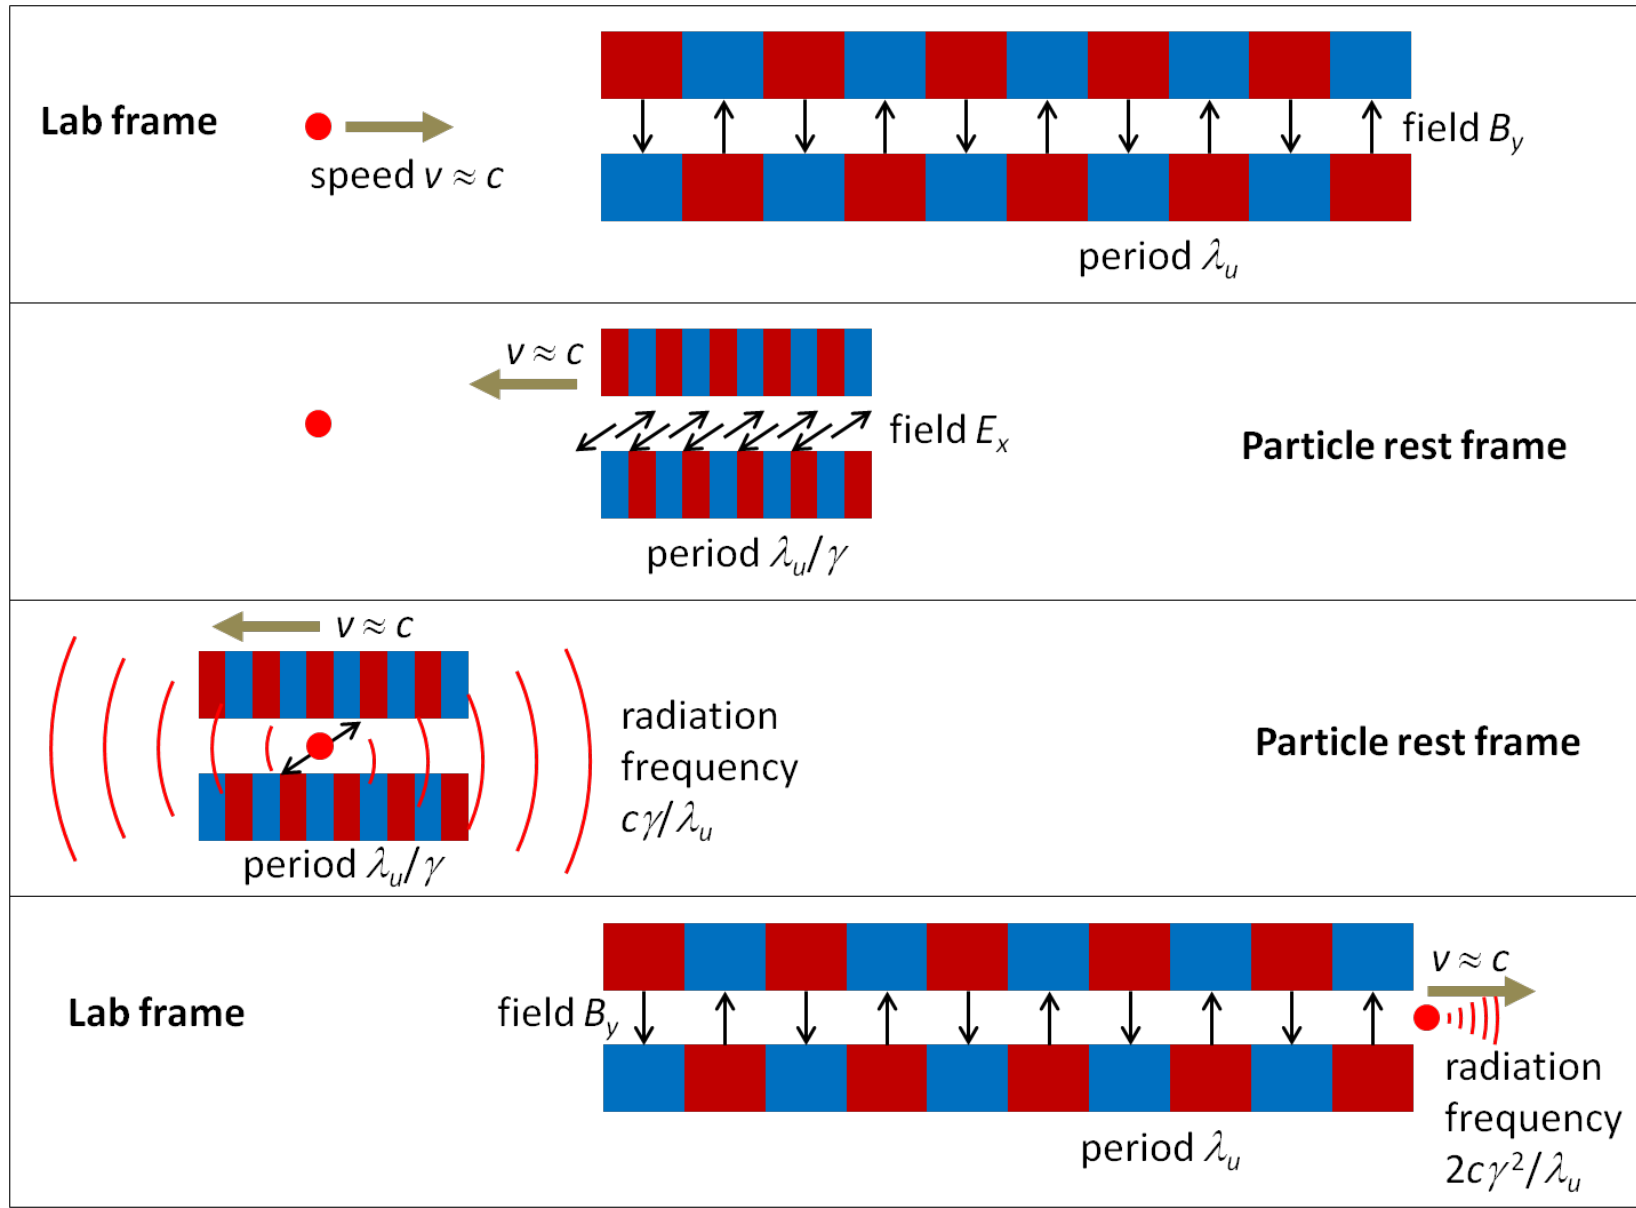 Lab frame
speed v ≈ c
field B_y
period λ_u
v ≈ c
field E_x
Particle rest frame
period λ_u/γ
v ≈ c
radiation
frequency
cγ/λ_u
Particle rest frame
period λ_u/γ
Lab frame
field B_y
v ≈ c
radiation
frequency
2cγ²/λ_u
period λ_u